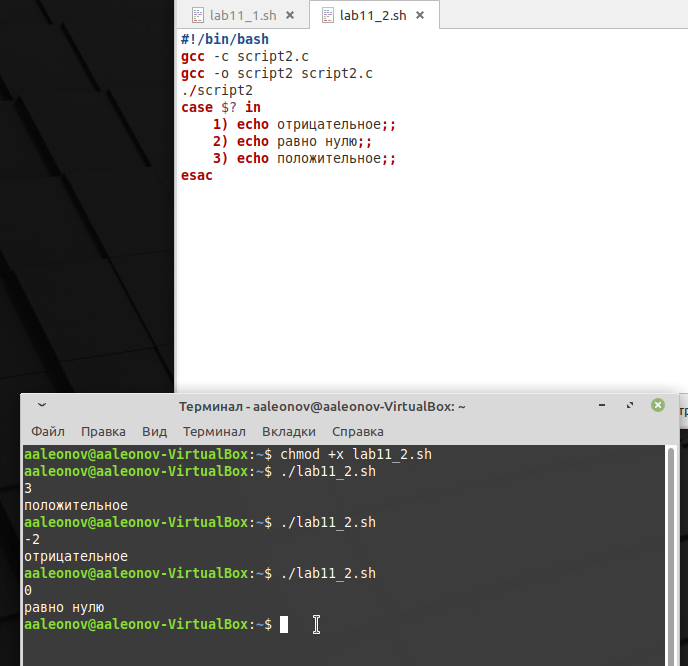 lab11_1.sh
lab11_2.sh
#!/bin/bash
gcc -c script2.c
gcc -o script2 script2.c
./script2
case $? in
    1) echo отрицательное;;
    2) echo равно нулю;;
    3) echo положительное;;
esac
Терминал - aaleonov@aaleonov-VirtualBox: ~
Файл Правка Вид Терминал Вкладки Справка
aaleonov@aaleonov-VirtualBox:~$ chmod +x lab11_2.sh
aaleonov@aaleonov-VirtualBox:~$ ./lab11_2.sh
3
положительное
aaleonov@aaleonov-VirtualBox:~$ ./lab11_2.sh
-2
отрицательное
aaleonov@aaleonov-VirtualBox:~$ ./lab11_2.sh
0
равно нулю
aaleonov@aaleonov-VirtualBox:~$